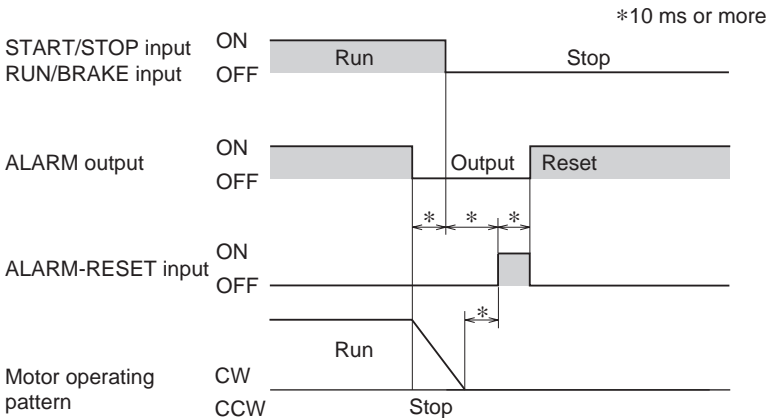 *10 ms or more
START/STOP input
RUN/BRAKE input
ON
OFF
Run
Stop
ALARM output
ON
OFF
Output
Reset
* * *
ALARM-RESET input
ON
OFF
*
Run
Motor operating
pattern
CW
CCW
Stop